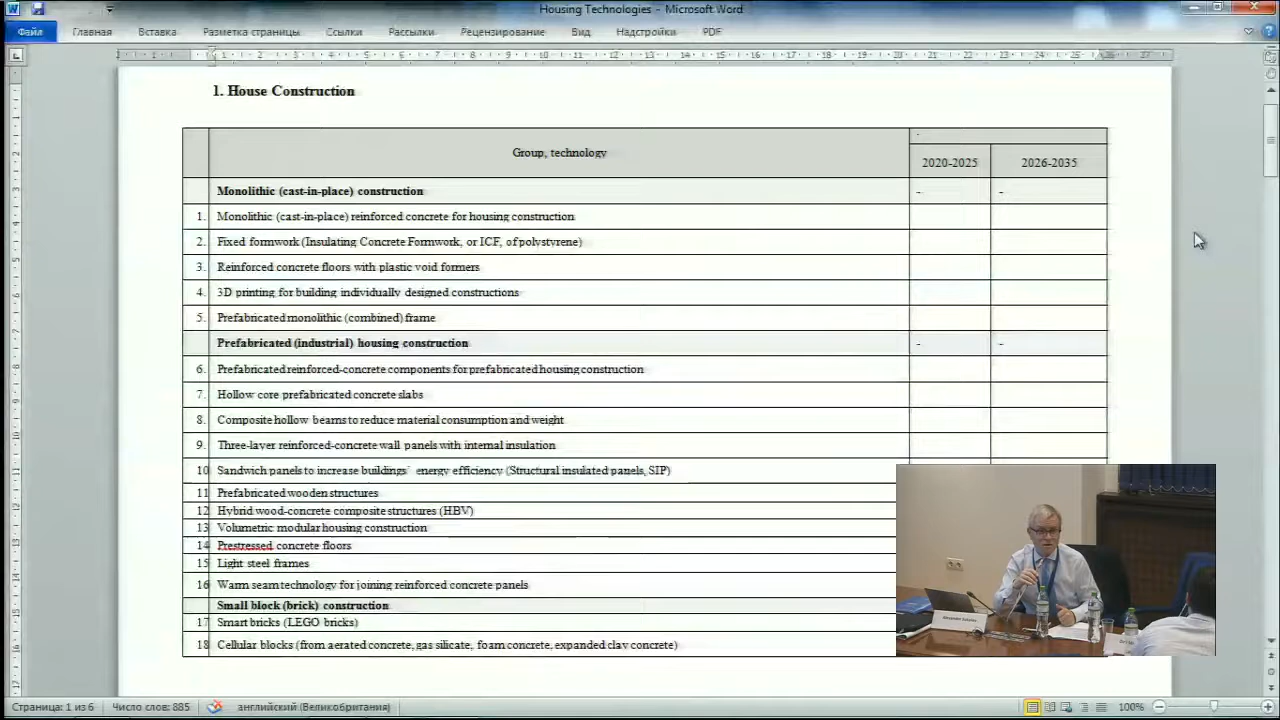 Housing Technologies - Microsoft Word
Файл Главная Вставка Разметка страницы Ссылки Рассылки Рецензирование Вид Надстройки PDF
1. House Construction
Group, technology
2020-2025 2026-2035
Monolithic (cast-in-place) construction - -
1. Monolithic (cast-in-place) reinforced concrete for housing construction
2. Fixed formwork (Insulating Concrete Formwork, or ICF, of polystyrene)
3. Reinforced concrete floors with plastic void formers
4. 3D printing for building individually designed constructions
5. Prefabricated monolithic (combined) frame
Prefabricated (industrial) housing construction - -
6. Prefabricated reinforced-concrete components for prefabricated housing construction
7. Hollow core prefabricated concrete slabs
8. Composite hollow beams to reduce material consumption and weight
9. Three-layer reinforced-concrete wall panels with internal insulation
10 Sandwich panels to increase buildings` energy efficiency (Structural insulated panels, SIP)
11 Prefabricated wooden structures
12 Hybrid wood-concrete composite structures (HBV)
13 Volumetric modular housing construction
14 Prestressed concrete floors
15 Light steel frames
16 Warm seam technology for joining reinforced concrete panels
Small block (brick) construction
17 Smart bricks (LEGO bricks)
18 Cellular blocks (from aerated concrete, gas silicate, foam concrete, expanded clay concrete)
Страница: 1 из 6 Число слов: 885 английский (Великобритания) 100%